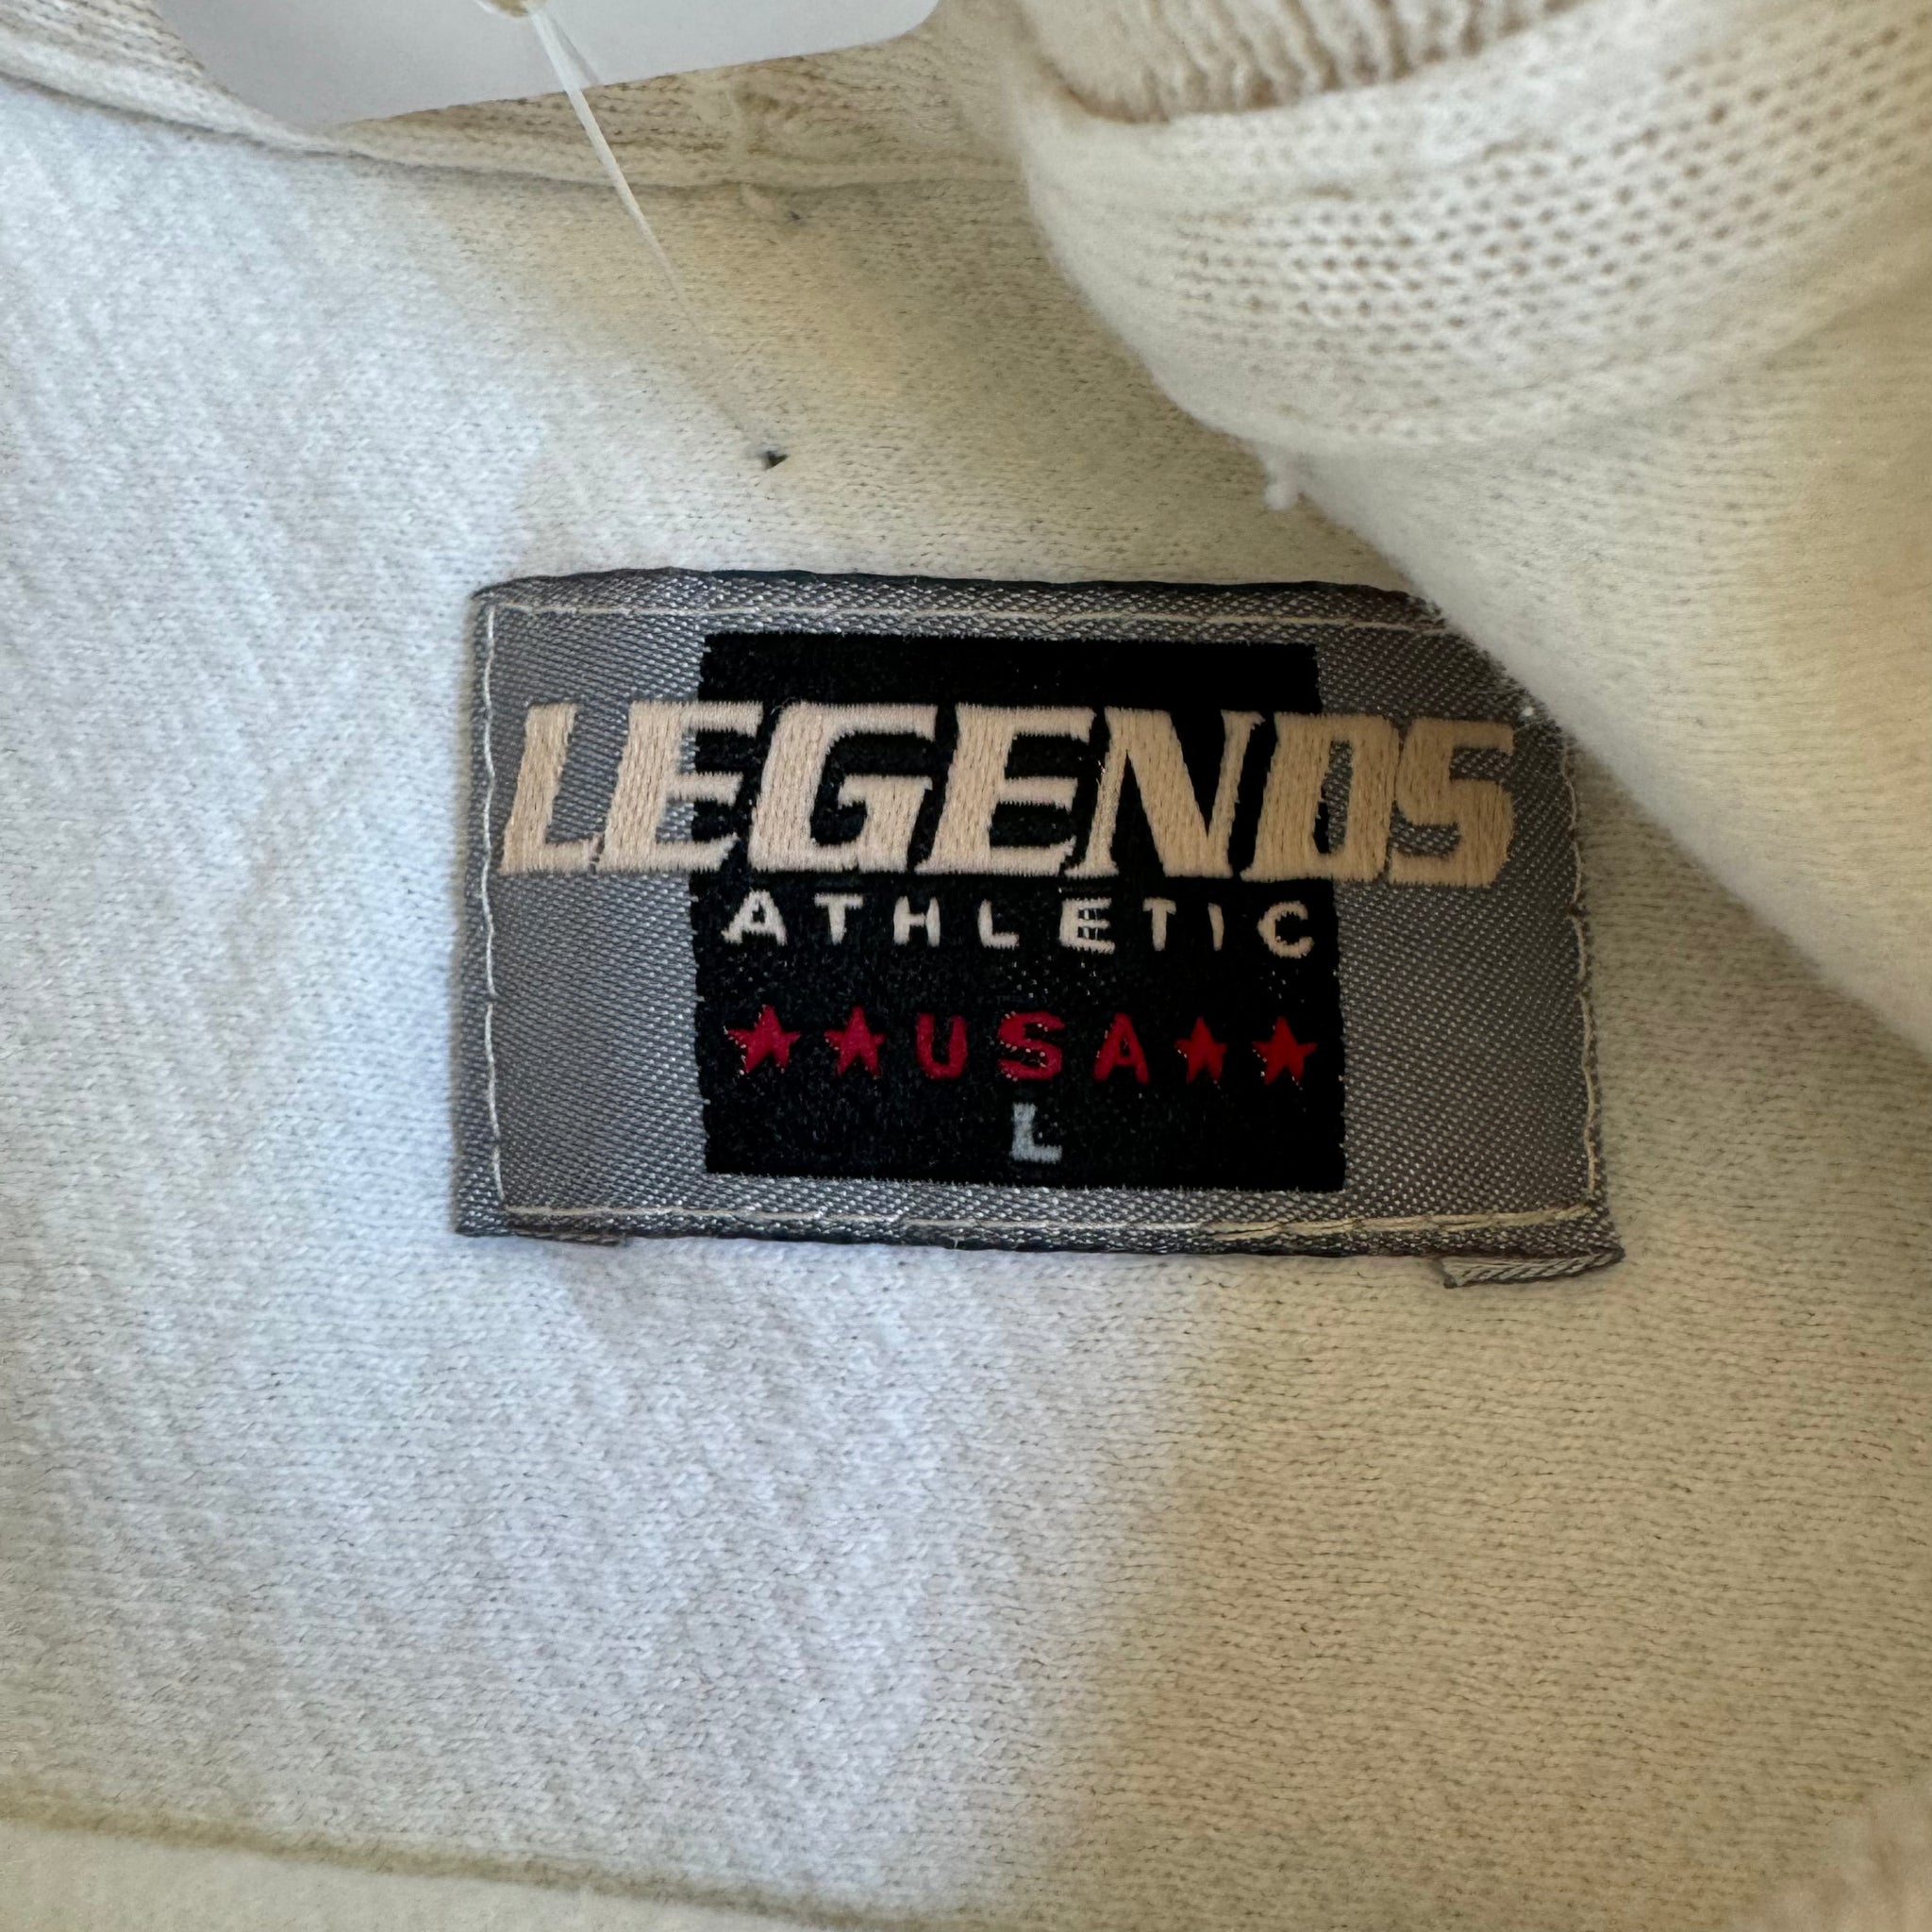 LEGENDS
ATHLETIC
★★USA★★
L